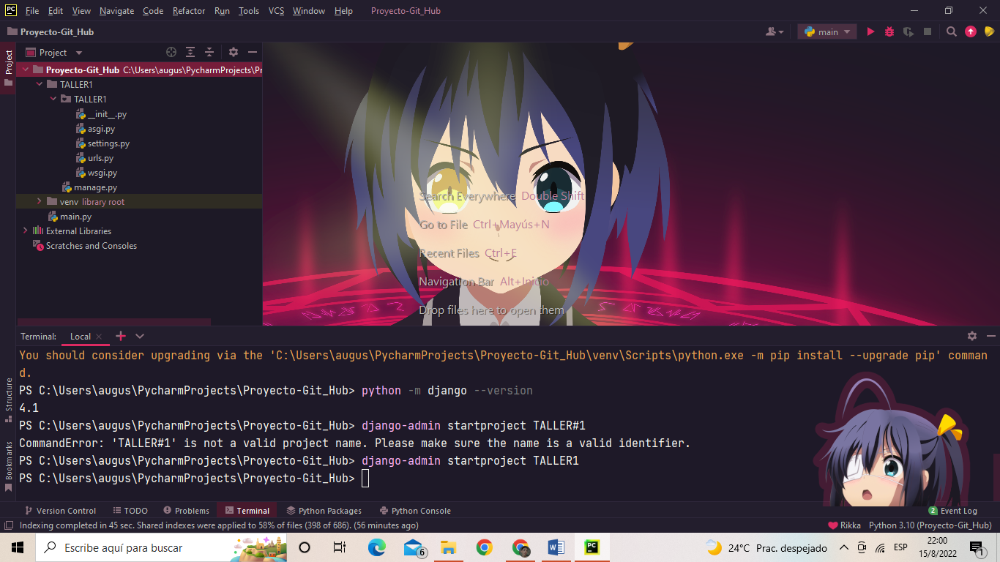 PC File Edit View Navigate Code Refactor Run Tools VCS Window Help Proyecto-Git_Hub
Proyecto-Git_Hub main
Project
Project
Proyecto-Git_Hub C:\Users\augus\PycharmProjects\Pr
TALLER1
TALLER1
__init__.py
asgi.py
settings.py
urls.py
wsgi.py
manage.py
venv library root
main.py
External Libraries
Scratches and Consoles
Search Everywhere Double Shift
Go to File Ctrl+Mayús+N
Recent Files Ctrl+E
Navigation Bar Alt+Inicio
Drop files here to open them
Terminal: Local
You should consider upgrading via the 'C:\Users\augus\PycharmProjects\Proyecto-Git_Hub\venv\Scripts\python.exe -m pip install --upgrade pip' comman
d.
PS C:\Users\augus\PycharmProjects\Proyecto-Git_Hub> python -m django --version
4.1
PS C:\Users\augus\PycharmProjects\Proyecto-Git_Hub> django-admin startproject TALLER#1
CommandError: 'TALLER#1' is not a valid project name. Please make sure the name is a valid identifier.
PS C:\Users\augus\PycharmProjects\Proyecto-Git_Hub> django-admin startproject TALLER1
PS C:\Users\augus\PycharmProjects\Proyecto-Git_Hub>
Structure
Bookmarks
Version Control TODO Problems Terminal Python Packages Python Console 2 Event Log
Indexing completed in 45 sec. Shared indexes were applied to 58% of files (398 of 686). (56 minutes ago) Rikka Python 3.10 (Proyecto-Git_Hub)
Escribe aquí para buscar 6 W PC 24°C Prac. despejado ESP 22:00
15/8/2022 1